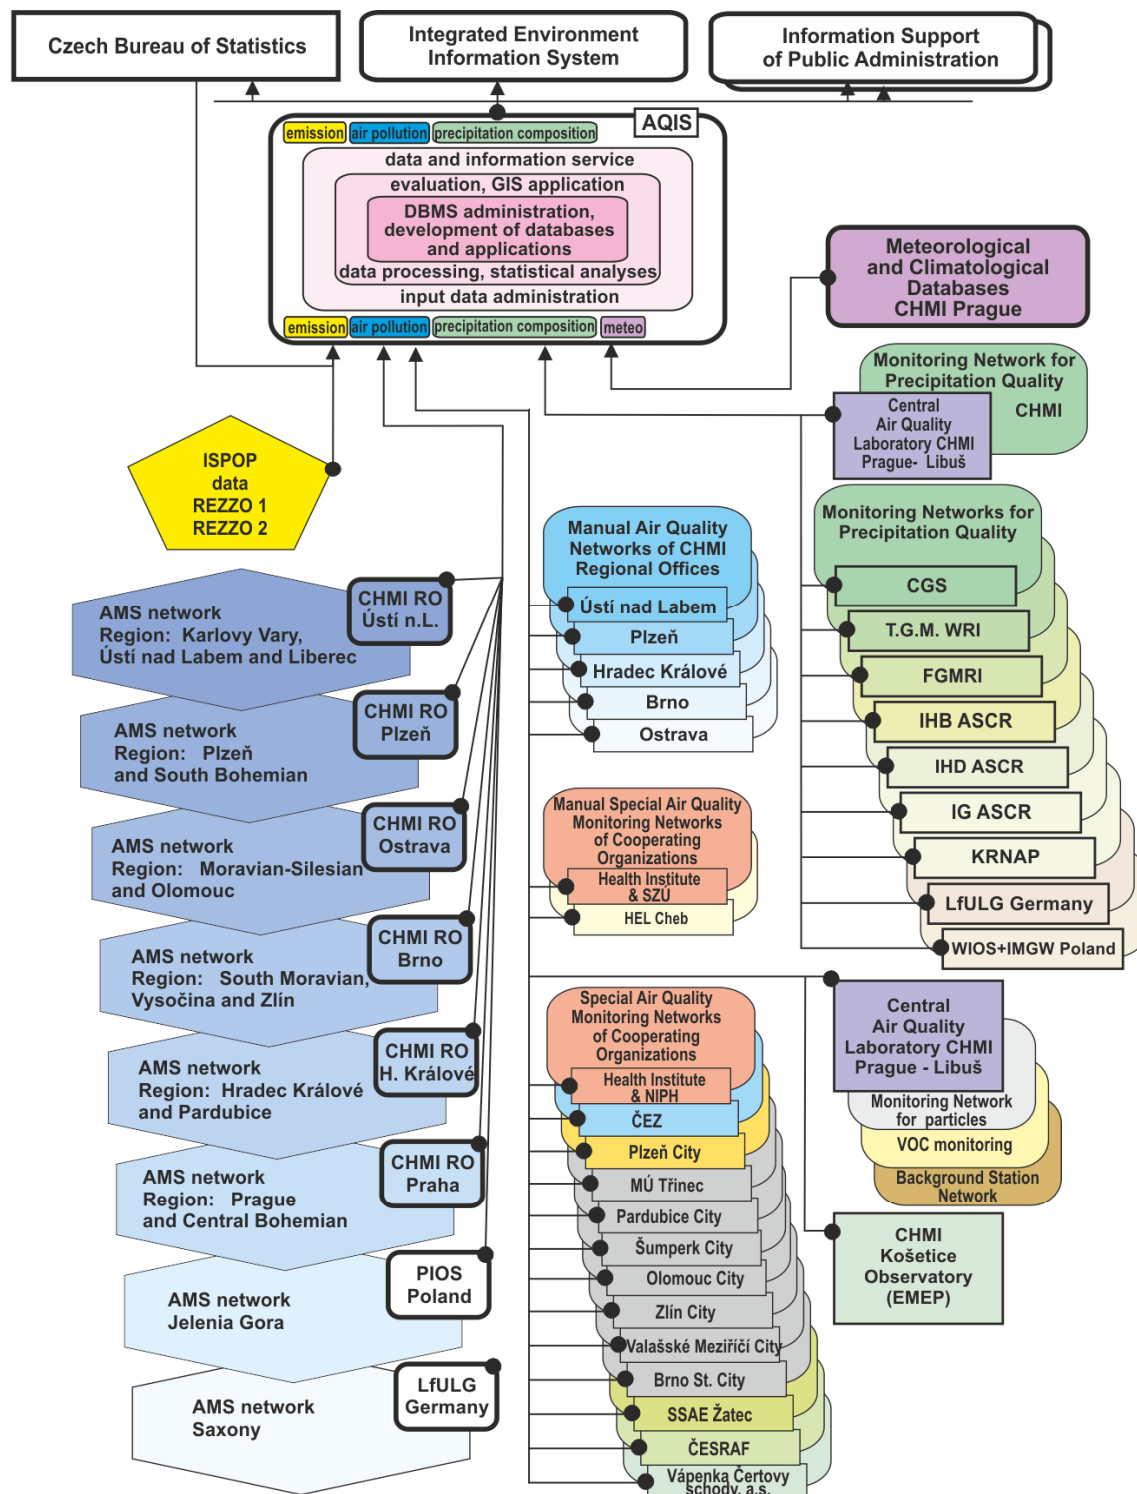 Czech Bureau of Statistics
Integrated Environment
Information System
Information Support
of Public Administration
AQIS
emission
air pollution
precipitation composition
data and information service
evaluation, GIS application
DBMS administration,
development of databases
and applications
data processing, statistical analyses
input data administration
emission
air pollution
precipitation composition
meteo
Meteorological
and Climatological
Databases
CHMI Prague
Monitoring Network for
Precipitation Quality
CHMI
Central
Air Quality
Laboratory CHMI
Prague- Libuš
ISPOP
data
REZZO 1
REZZO 2
Monitoring Networks for
Precipitation Quality
CGS
T.G.M. WRI
FGMRI
IHB ASCR
IHD ASCR
IG ASCR
KRNAP
LfULG Germany
WIOS+IMGW Poland
Manual Air Quality
Networks of CHMI
Regional Offices
Ústí nad Labem
Plzeň
Hradec Králové
Brno
Ostrava
Manual Special Air Quality
Monitoring Networks
of Cooperating
Organizations
Health Institute
& SZÚ
HEL Cheb
CHMI RO
Ústí n.L.
AMS network
Region: Karlovy Vary,
Ústí nad Labem and Liberec
CHMI RO
Plzeň
AMS network
Region: Plzeň
and South Bohemian
CHMI RO
Ostrava
AMS network
Region: Moravian-Silesian
and Olomouc
CHMI RO
Brno
AMS network
Region: South Moravian,
Vysočina and Zlín
CHMI RO
H. Králové
AMS network
Region: Hradec Králové
and Pardubice
CHMI RO
Praha
AMS network
Region: Prague
and Central Bohemian
PIOS
Poland
AMS network
Jelenia Gora
LfULG
Germany
AMS network
Saxony
Special Air Quality
Monitoring Networks
of Cooperating
Organizations
Health Institute
& NIPH
ČEZ
Plzeň City
MÚ Třinec
Pardubice City
Šumperk City
Olomouc City
Zlín City
Valašské Meziříčí City
Brno St. City
SSAE Žatec
ČESRAF
Vápenka Čertovy
schody, a.s.
Central
Air Quality
Laboratory CHMI
Prague - Libuš
Monitoring Network
for particles
VOC monitoring
Background Station
Network
CHMI
Košetice
Observatory
(EMEP)